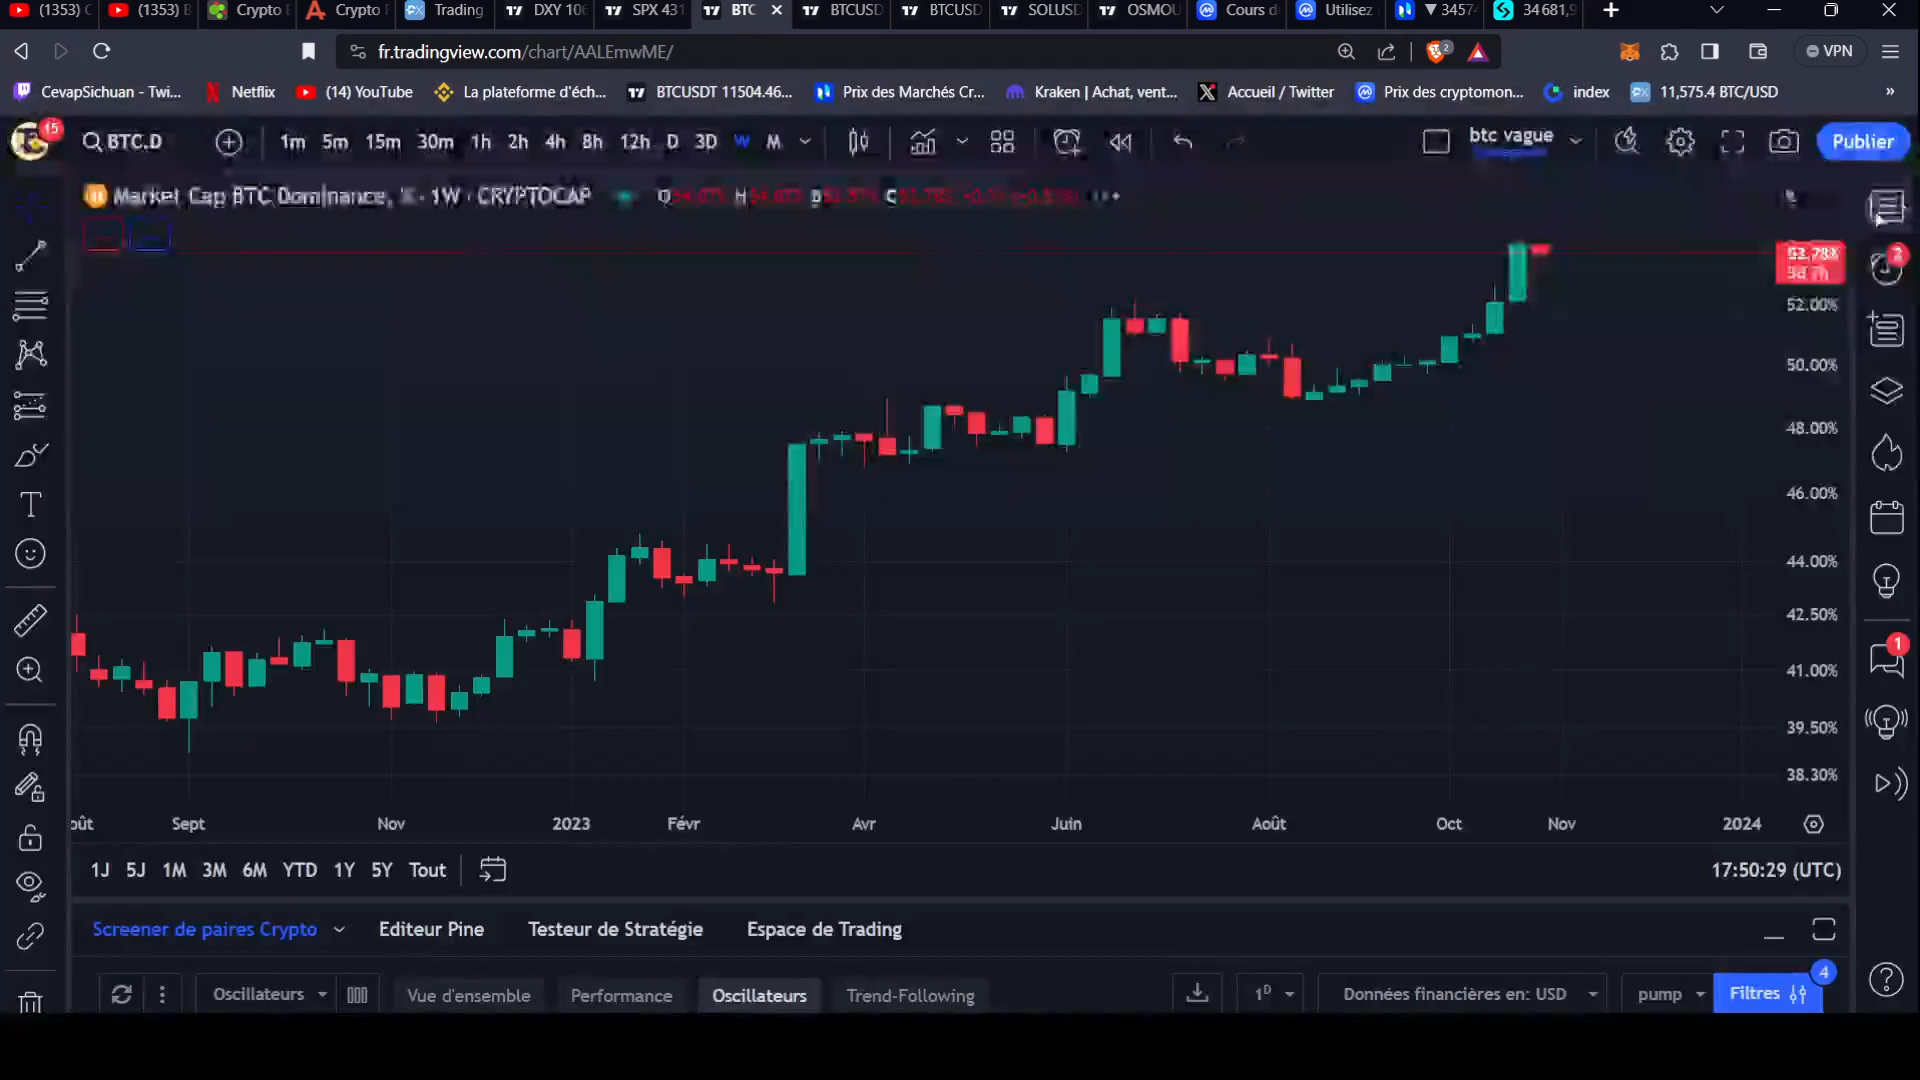 (1353) (
(1353) B
Crypto E
Crypto F
Trading
DXY 106
SPX 431
BTC
BTCUSD
BTCUSD
SOLUSD
OSMOU
Cours d
Utilisez
34574
34 681,9
fr.tradingview.com/chart/AALEmwME/
2
VPN
CevapSichuan - Twi...
Netflix
(14) YouTube
La plateforme d'éch...
BTCUSDT 11504.46...
Prix des Marchés Cr...
Kraken | Achat, vent...
Accueil / Twitter
Prix des cryptomon...
index
11,575.4 BTC/USD
»
15
BTC.D
1m 5m 15m 30m 1h 2h 4h 8h 12h D 3D W M
btc vague
Publier
Market Cap BTC Dominance, % · 1W · CRYPTOCAP
2
52.00%
50.00%
48.00%
46.00%
44.00%
42.50%
41.00%
39.50%
38.30%
1
oût Sept Nov 2023 Févr Avr Juin Août Oct Nov 2024
1J 5J 1M 3M 6M YTD 1Y 5Y Tout
17:50:29 (UTC)
Screener de paires Crypto
Editeur Pine
Testeur de Stratégie
Espace de Trading
Oscillateurs
Vue d'ensemble
Performance
Oscillateurs
Trend-Following
1D
Données financières en: USD
pump
Filtres
4